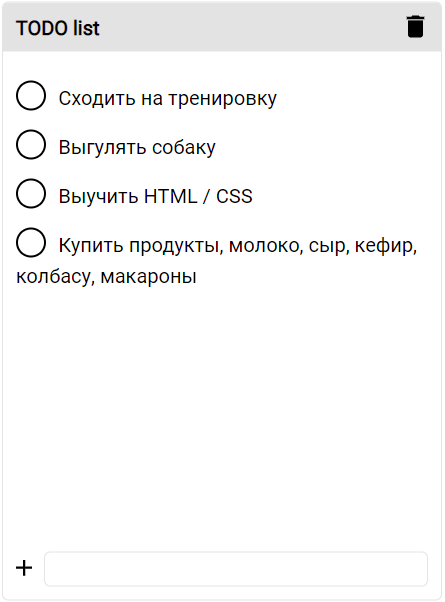 TODO list
Сходить на тренировку
Выгулять собаку
Выучить HTML / CSS
Купить продукты, молоко, сыр, кефир,
колбасу, макароны